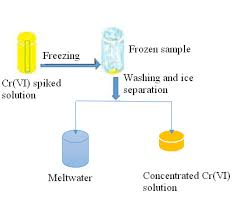 Freezing
Frozen sample
Cr(VI) spiked
solution
Washing and ice
separation
Meltwater
Concentrated Cr(VI)
solution